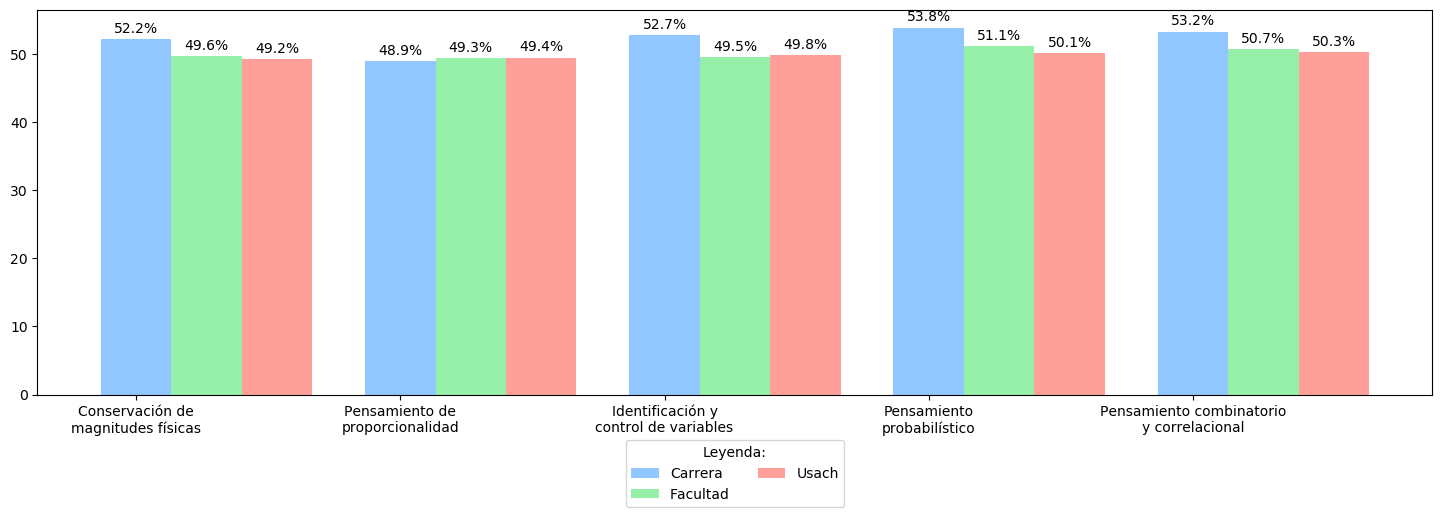 52.2%
49.6%
49.2%
48.9%
49.3%
49.4%
52.7%
49.5%
49.8%
53.8%
51.1%
50.1%
53.2%
50.7%
50.3%
50
40
30
20
10
0
Conservación de
magnitudes físicas
Pensamiento de
proporcionalidad
Identificación y
control de variables
Pensamiento
probabilístico
Pensamiento combinatorio
y correlacional
Leyenda:
Carrera
Facultad
Usach